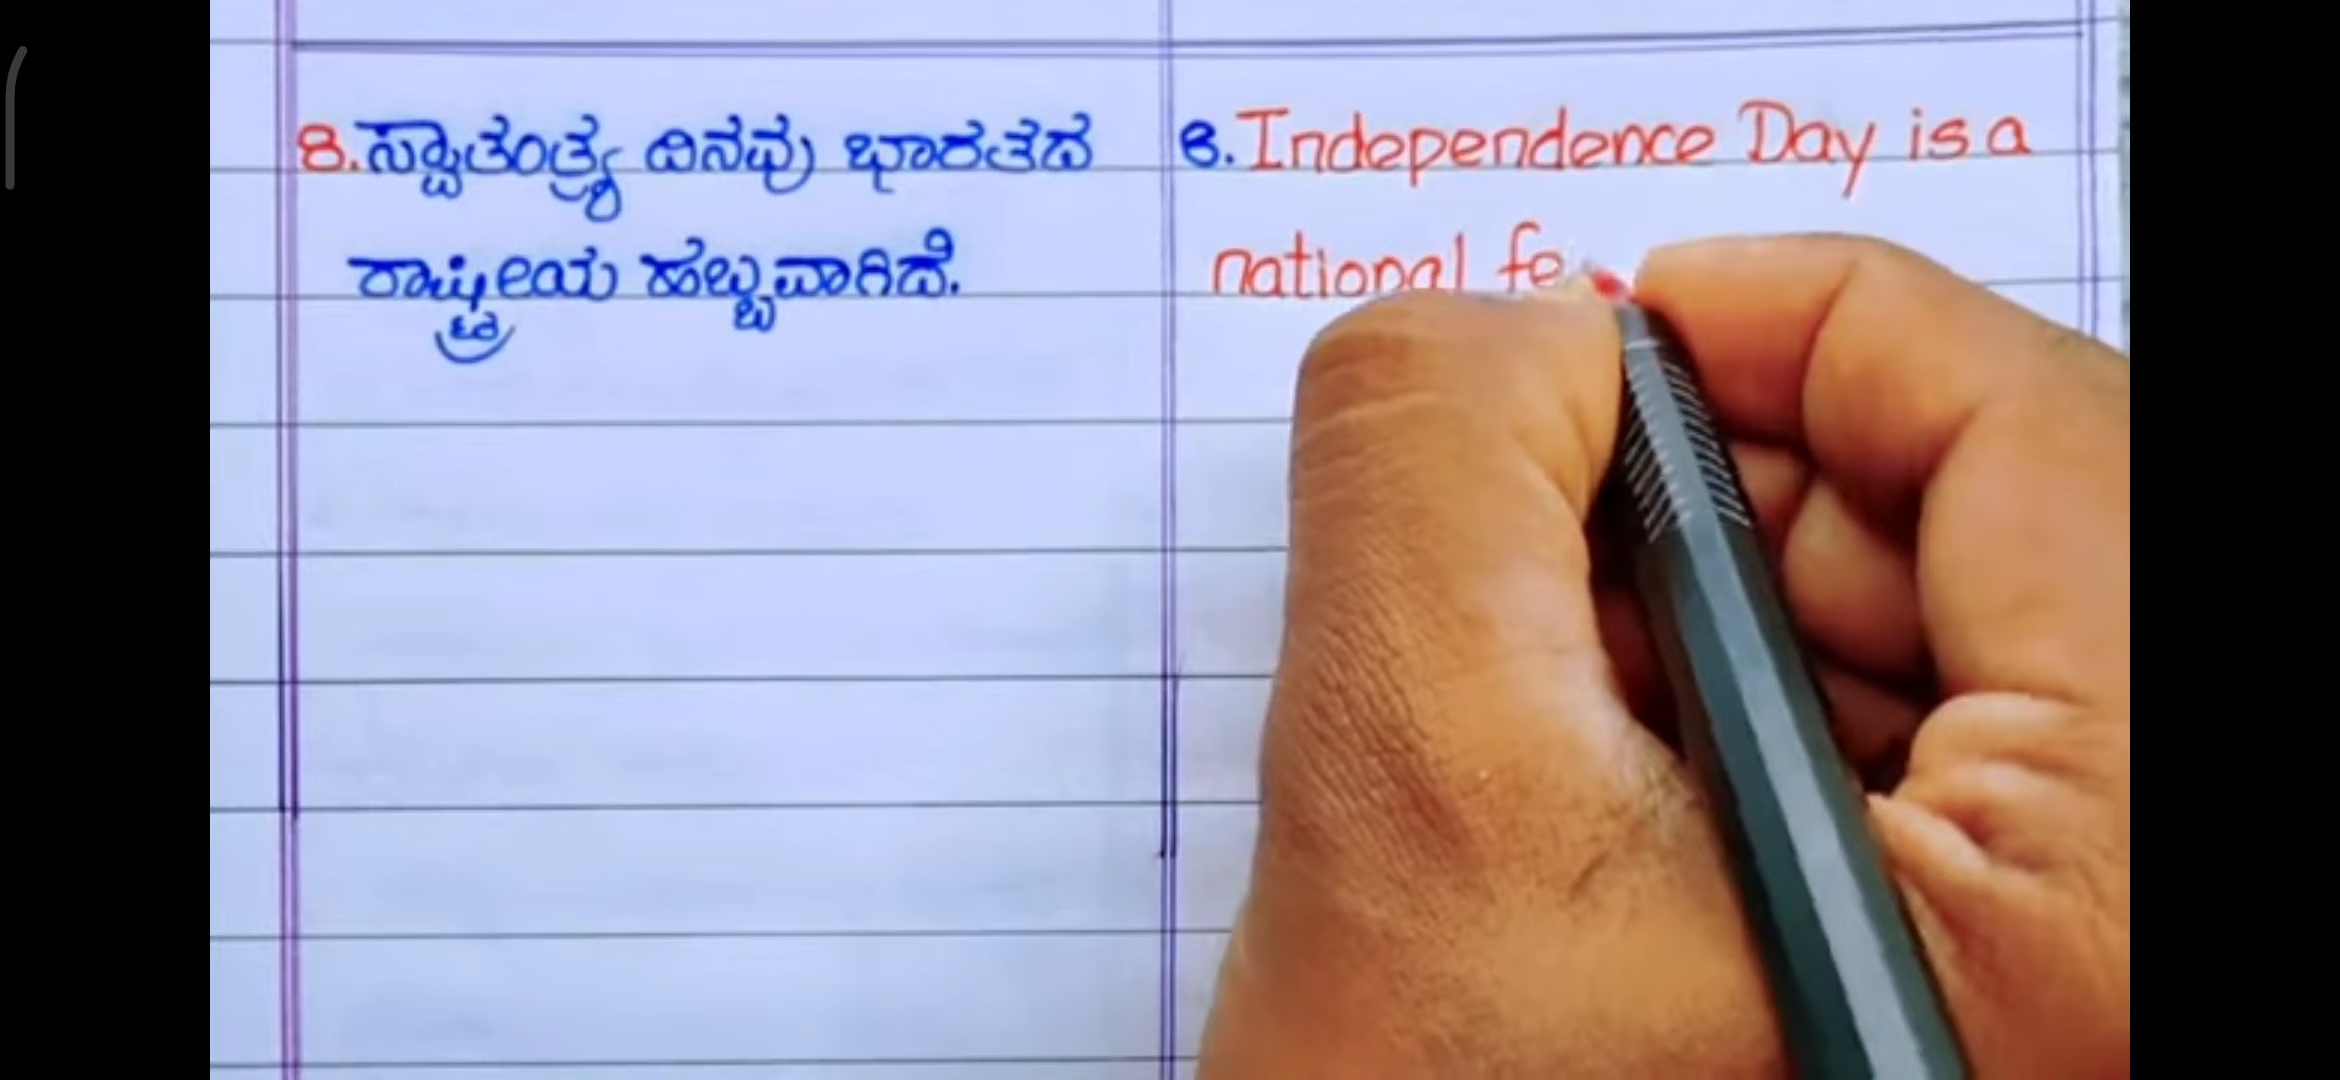 8. ಸ್ವಾತಂತ್ರ್ಯ ದಿನವು ಭಾರತದ
ರಾಷ್ಟ್ರೀಯ ಹಬ್ಬವಾಗಿದೆ.
8. Independence Day is a
national fe